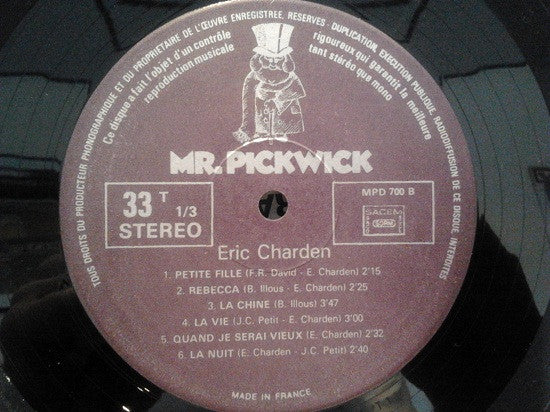 TOUS DROITS DU PRODUCTEUR PHONOGRAPHIQUE ET DU PROPRIETAIRE DE L'ŒUVRE ENREGISTREE, RESERVES - DUPLICATION, EXECUTION PUBLIQUE, RADIODIFFUSION DE CE DISQUE, INTERDITES
Ce disque a fait l'objet d'un contrôle
rigoureux qui garantit la meilleure
reproduction musicale
tant stéréo que mono
MR. PICKWICK
33 T 1/3
STEREO
MPD 700 B
SACEM
SDRM
Eric Charden
1. PETITE FILLE (F.R. David - E. Charden) 2'15
2. REBECCA (B. Illous - E. Charden) 2'25
3. LA CHINE (B. Illous) 3'47
4. LA VIE (J.C. Petit - E. Charden) 3'00
5. QUAND JE SERAI VIEUX (E. Charden) 2'32
6. LA NUIT (E. Charden - J.C. Petit) 2'40
MADE IN FRANCE